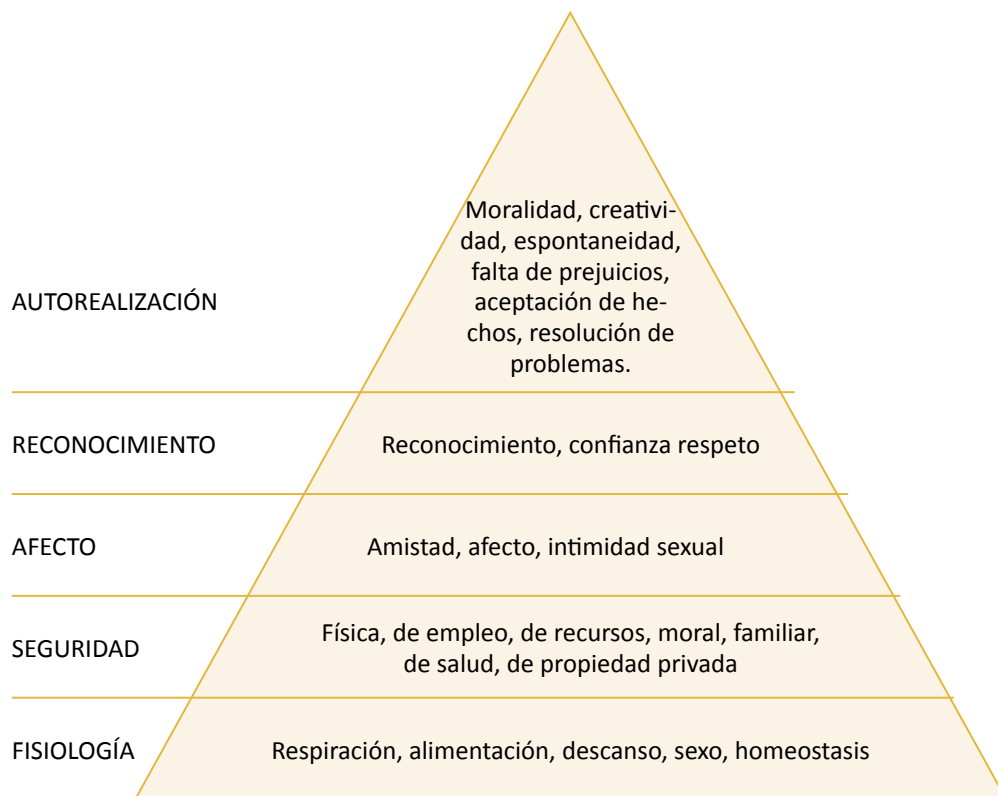 Moralidad, creativi-
dad, espontaneidad,
falta de prejuicios,
aceptación de he-
chos, resolución de
problemas.
AUTOREALIZACIÓN
RECONOCIMIENTO
Reconocimiento, confianza respeto
AFECTO
Amistad, afecto, intimidad sexual
SEGURIDAD
Física, de empleo, de recursos, moral, familiar,
de salud, de propiedad privada
FISIOLOGÍA
Respiración, alimentación, descanso, sexo, homeostasis